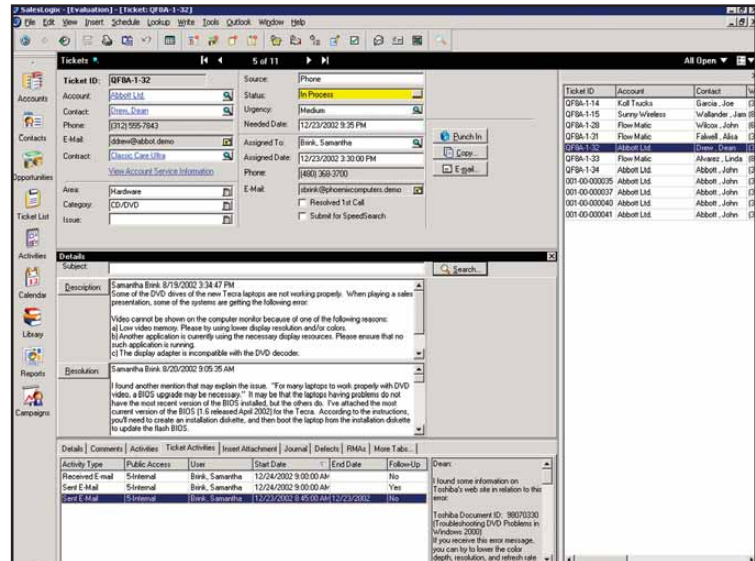 SalesLogix - [Evaluation] - [Ticket: QF8A-1-32]
File Edit View Insert Schedule Lookup Write Tools Outlook Window Help
Tickets 5 of 11 All Open
Accounts
Contacts
Opportunities
Ticket List
Activities
Calendar
Library
Reports
Campaigns
Ticket ID: QF8A-1-32
Account: Abbott Ltd.
Contact: Drew, Dean
Phone: (312) 555-7843
E-Mail: ddrew@abbot.demo
Contract: Classic Care Ultra
View Account Service Information
Area: Hardware
Category: CD/DVD
Issue:
Source: Phone
Status: In Process
Urgency: Medium
Needed Date: 12/23/2002 9:35 PM
Assigned To: Brink, Samantha
Assigned Date: 12/23/2002 3:30:00 PM
Phone: (480) 368-3700
E-Mail: sbrink@phoenixcomputers.demo
Resolved 1st Call
Submit for SpeedSearch
Punch In
Copy...
E-mail...
Ticket ID Account Contact
QF8A-1-14 Koll Trucks Garcia , Joe
QF8A-1-15 Sunny Wireless Wallander , Jam
QF8A-1-28 Flow Matic Wilcox , John
QF8A-1-31 Flow Matic Falwell , Alisa
QF8A-1-32 Abbott Ltd. Drew , Dean
QF8A-1-33 Flow Matic Alvarez , Linda
QF8A-1-34 Abbott Ltd. Abbott , John
001-00-000035 Abbott Ltd. Abbott , John
001-00-000037 Abbott Ltd. Abbott , John
001-00-000040 Abbott Ltd. Abbott , John
001-00-000041 Abbott Ltd. Abbott , John
Details
Subject: Search...
Description: Samantha Brink 8/19/2002 3:34:47 PM
Some of the DVD drives of the new Tecra laptops are not working properly. When playing a sales
presentation, some of the systems are getting the following error:
Video cannot be shown on the computer monitor because of one of the following reasons:
a) Low video memory. Please try using lower display resolution and/or colors.
b) Another application is currently using the necessary display resources. Please ensure that no
such application is running.
c) The display adapter is incompatible with the DVD decoder.
Resolution: Samantha Brink 8/20/2002 9:05:35 AM
I found another mention that may explain the issue. "For many laptops to work properly with DVD
video, a BIOS upgrade may be necessary." It may be that the laptops having problems do not
have the most recent version of the BIOS installed, but the others do. I've attached the most
current version of the BIOS (1.6 released April 2002) for the Tecra. According to the instructions,
you'll need to create an installation diskette, and then boot the laptop from the installation diskette
to update the flash BIOS.
Details Comments Activities Ticket Activities Insert Attachment Journal Defects RMAs More Tabs...
Activity Type Public Access User Start Date End Date Follow-Up
Received E-mail 5-Internal Brink, Samantha 12/24/2002 9:00:00 AM No
Sent E-Mail 5-Internal Brink, Samantha 12/24/2002 9:00:00 AM Yes
Sent E-Mail 5-Internal Brink, Samantha 12/23/2002 8:45:00 AM 12/23/2002 No
Dean:
I found some information on
Toshiba's web site in relation to this
error:
Toshiba Document ID: 98070330
(Troubleshooting DVD Problems in
Windows 2000)
If you receive this error message,
you can try to lower the color
depth, resolution, and refresh rate